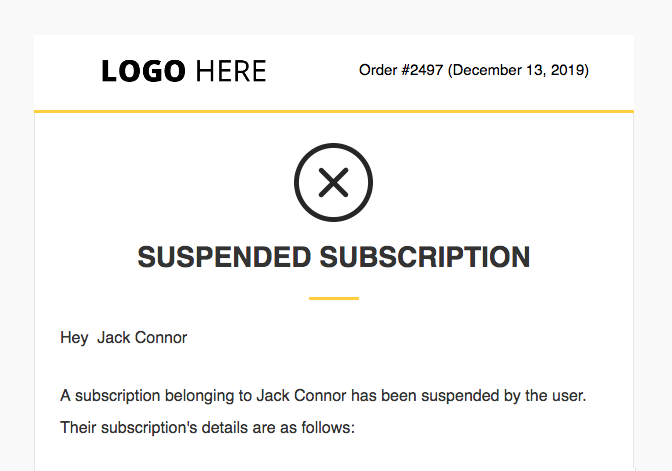 LOGO HERE
Order #2497 (December 13, 2019)
SUSPENDED SUBSCRIPTION
Hey  Jack Connor
A subscription belonging to Jack Connor has been suspended by the user.
Their subscription's details are as follows: